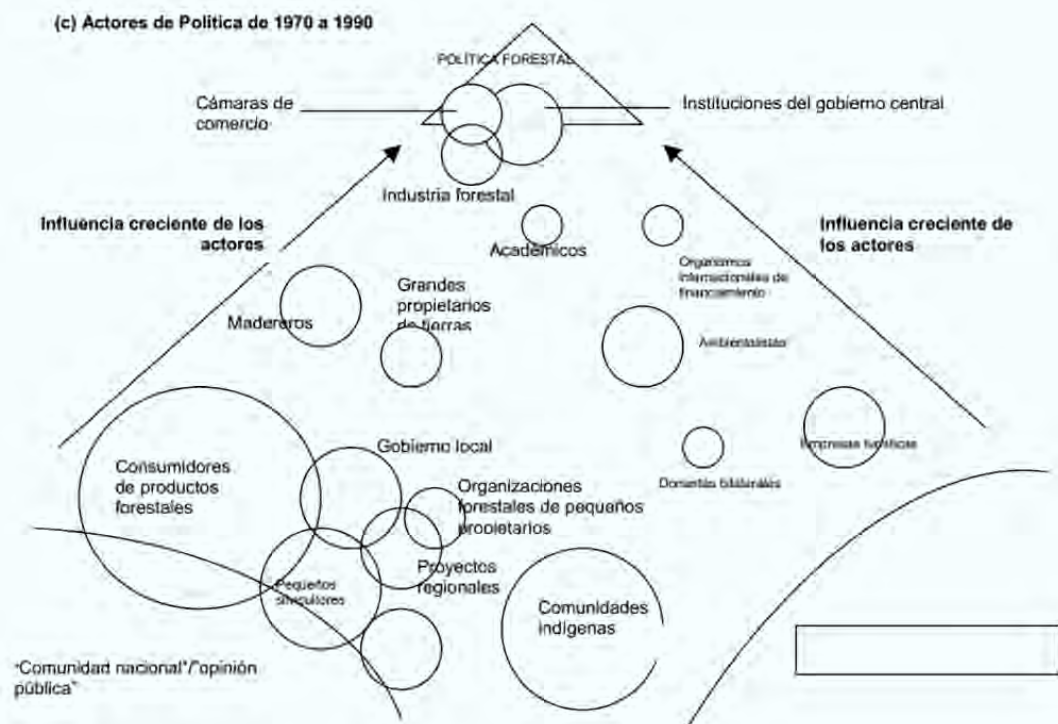 (c) Actores de Política de 1970 a 1990
POLÍTICA FORESTAL
Cámaras de
comercio
Instituciones del gobierno central
Industria forestal
Influencia creciente de los
actores
Influencia creciente de
los actores
Académicos
Organismos
internacionales de
financiamiento
Grandes
propietarios
de tierras
Madereros
Ambientalistas
Gobierno local
Empresas turísticas
Consumidores
de productos
forestales
Organizaciones
forestales de pequeños
propietarios
Donantes bilaterales
Proyectos
regionales
Pequeños
silvicultores
Comunidades
indígenas
"Comunidad nacional"/"opinión
pública"